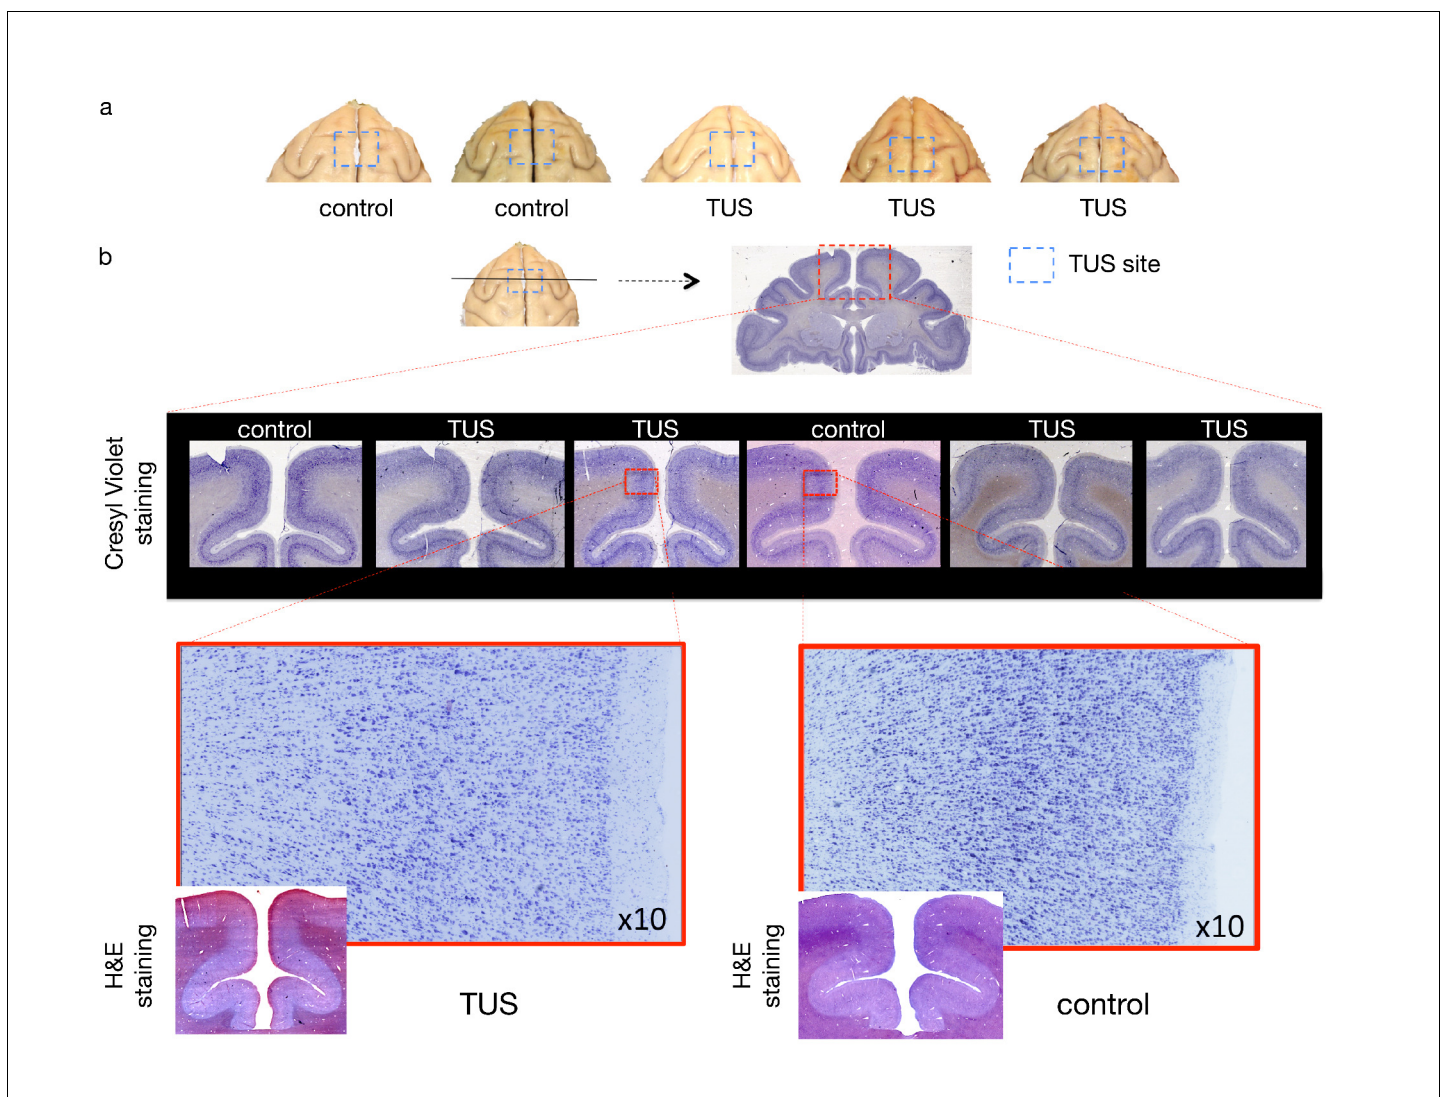 a
control
control
TUS
TUS
TUS
b
TUS site
Cresyl Violet
staining
control
TUS
TUS
control
TUS
TUS
x10
x10
H&E
staining
TUS
H&E
staining
control